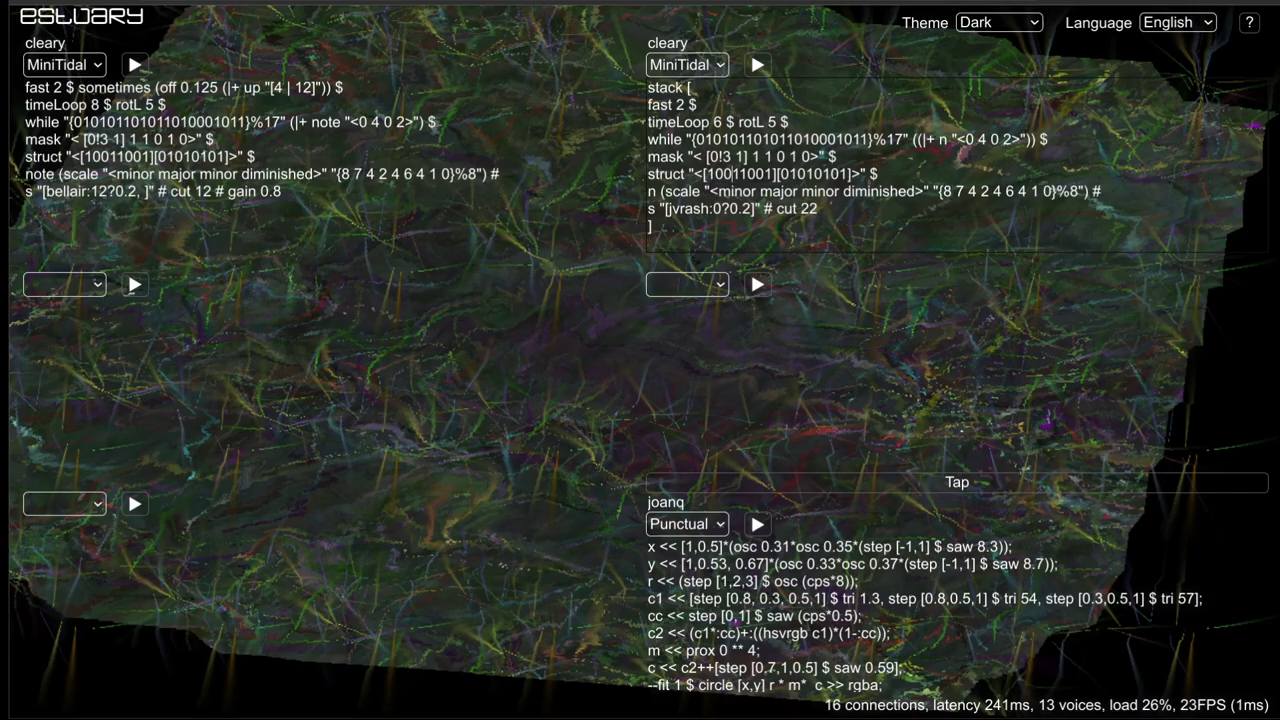 estuary
Theme Dark Language English ?
cleary
MiniTidal
fast 2 $ sometimes (off 0.125 (|+ up "[4 | 12]")) $
timeLoop 8 $ rotL 5 $
while "{0101011010110100010111}%17" (|+ note "<0 4 0 2>") $
mask "< [0!3 1] 1 1 0 1 0>" $
struct "<[10011001][01010101]>" $
note (scale "<minor major minor diminished>" "{8 7 4 2 4 6 4 1 0}%8") #
s "[bellair:12?0.2, ]" # cut 12 # gain 0.8
cleary
MiniTidal
stack [
fast 2 $
timeLoop 6 $ rotL 5 $
while "{0101011010110100010111}%17" ((|+ n "<0 4 0 2>")) $
mask "< [0!3 1] 1 1 0 1 0>" $
struct "<[10011001][01010101]>" $
n (scale "<minor major minor diminished>" "{8 7 4 2 4 6 4 1 0}%8") #
s "[jvrash:0?0.2]" # cut 22
]
Tap
joanq
Punctual
x << [1,0.5]*(osc 0.31*osc 0.35*(step [-1,1] $ saw 8.3));
y << [1,0.53, 0.67]*(osc 0.33*osc 0.37*(step [-1,1] $ saw 8.7));
r << (step [1,2,3] $ osc (cps*8));
c1 << [step [0.8, 0.3, 0.5,1] $ tri 1.3, step [0.8,0.5,1] $ tri 54, step [0.3,0.5,1] $ tri 57];
cc << step [0,1] $ saw (cps*0.5);
c2 << (c1*:cc)+:((hsvrgb c1)*(1-:cc));
m << prox 0 ** 4;
c << c2++[step [0.7,1,0.5] $ saw 0.59];
--fit 1 $ circle [x,y] r * m* c >> rgba;
16 connections, latency 241ms, 13 voices, load 26%, 23FPS (1ms)